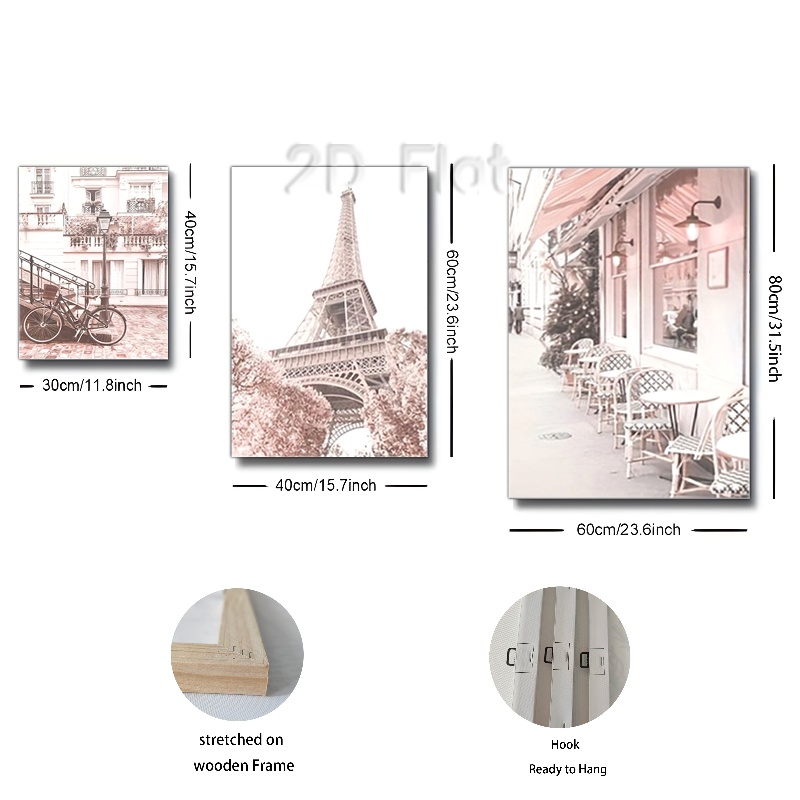 2D Flat
40cm/15.7inch
60cm/23.6inch
80cm/31.5inch
30cm/11.8inch
40cm/15.7inch
60cm/23.6inch
stretched on
wooden Frame
Hook
Ready to Hang